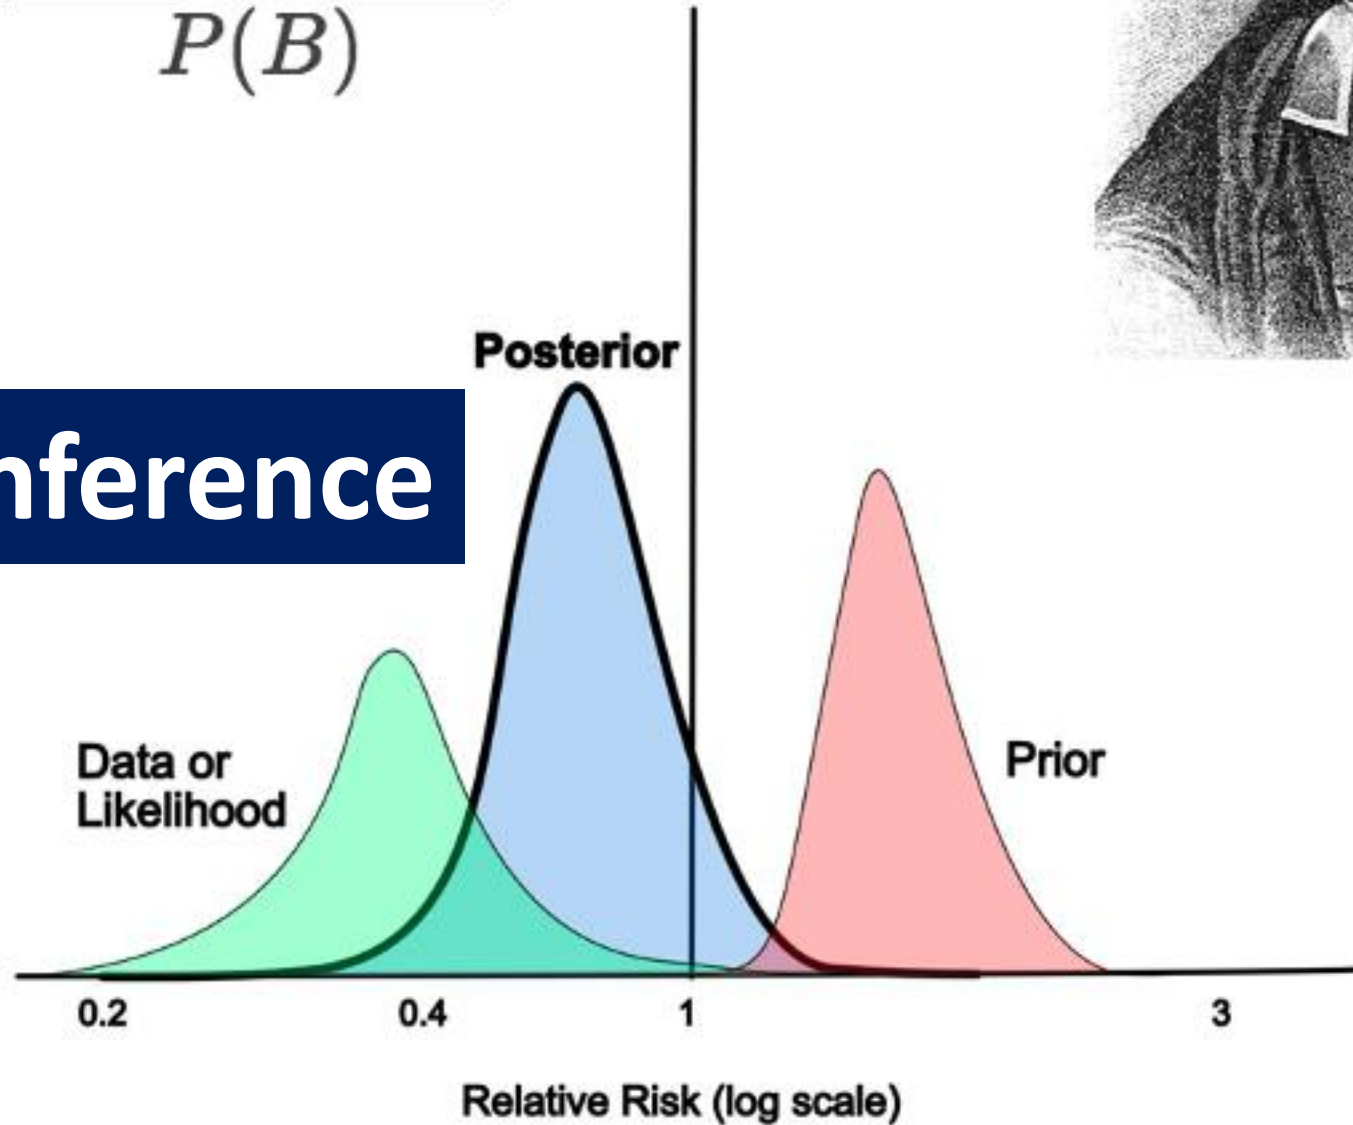 P(B)
Posterior
nference
Data or
Likelihood
Prior
0.2 0.4 1 3
Relative Risk (log scale)